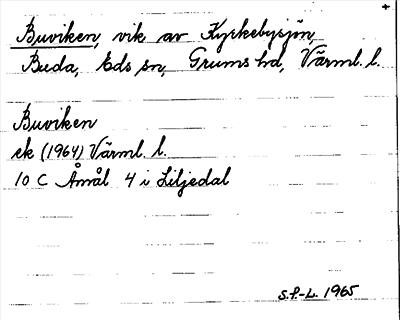 Buviken, vik av Kyrkebysjön,
Buda, Eds sn, Grums hd, Värml. l.
Buviken
ek (1964) Värml. l.
10 C Åmål 4 i Liljedal
S.P.-L. 1965